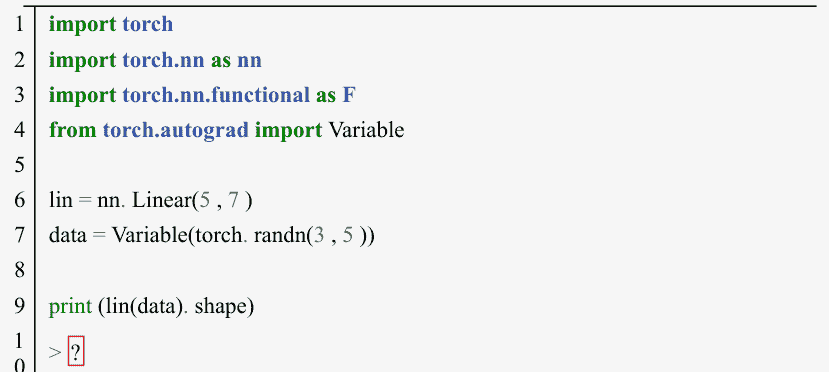 1 import torch
2 import torch.nn as nn
3 import torch.nn.functional as F
4 from torch.autograd import Variable
5
6 lin = nn. Linear(5 , 7 )
7 data = Variable(torch. randn(3 , 5 ))
8
9 print (lin(data). shape)
10 > ?